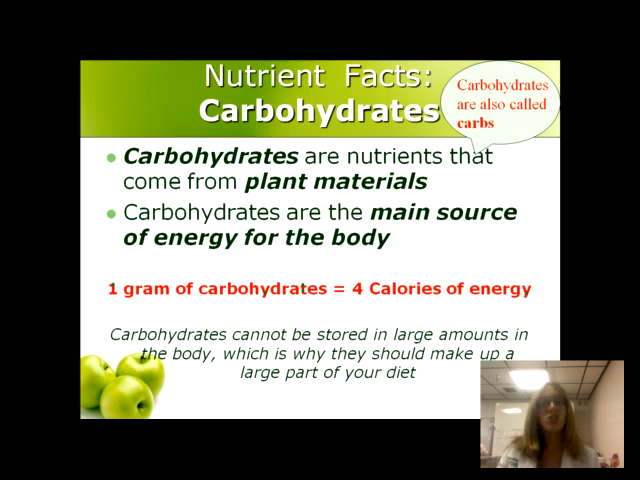 Nutrient Facts:
Carbohydrates
Carbohydrates
are also called
carbs
Carbohydrates are nutrients that
come from plant materials
Carbohydrates are the main source
of energy for the body
1 gram of carbohydrates = 4 Calories of energy
Carbohydrates cannot be stored in large amounts in
the body, which is why they should make up a
large part of your diet